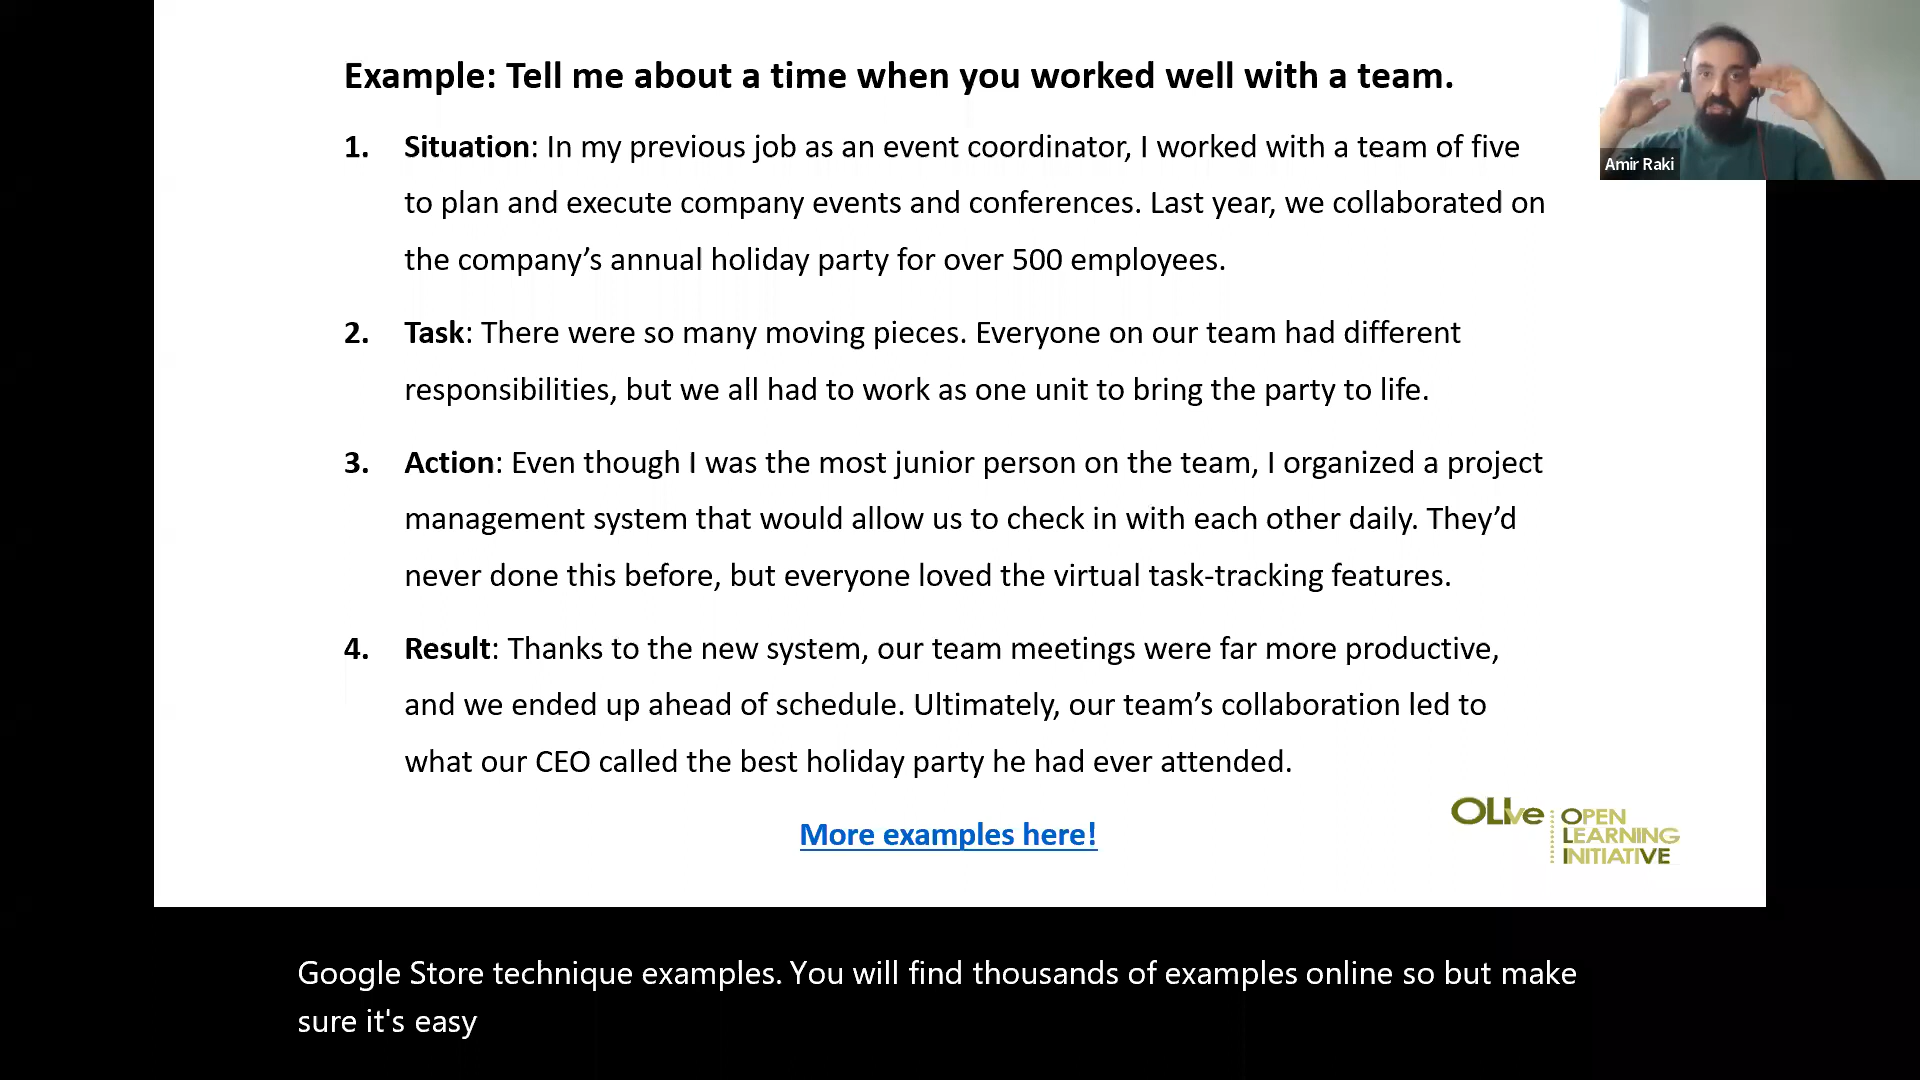 Example: Tell me about a time when you worked well with a team.
1. Situation: In my previous job as an event coordinator, I worked with a team of five
to plan and execute company events and conferences. Last year, we collaborated on
the company’s annual holiday party for over 500 employees.
2. Task: There were so many moving pieces. Everyone on our team had different
responsibilities, but we all had to work as one unit to bring the party to life.
3. Action: Even though I was the most junior person on the team, I organized a project
management system that would allow us to check in with each other daily. They’d
never done this before, but everyone loved the virtual task-tracking features.
4. Result: Thanks to the new system, our team meetings were far more productive,
and we ended up ahead of schedule. Ultimately, our team’s collaboration led to
what our CEO called the best holiday party he had ever attended.
More examples here!
OLIve
OPEN
LEARNING
INITIATIVE
Amir Raki
Google Store technique examples. You will find thousands of examples online so but make
sure it's easy